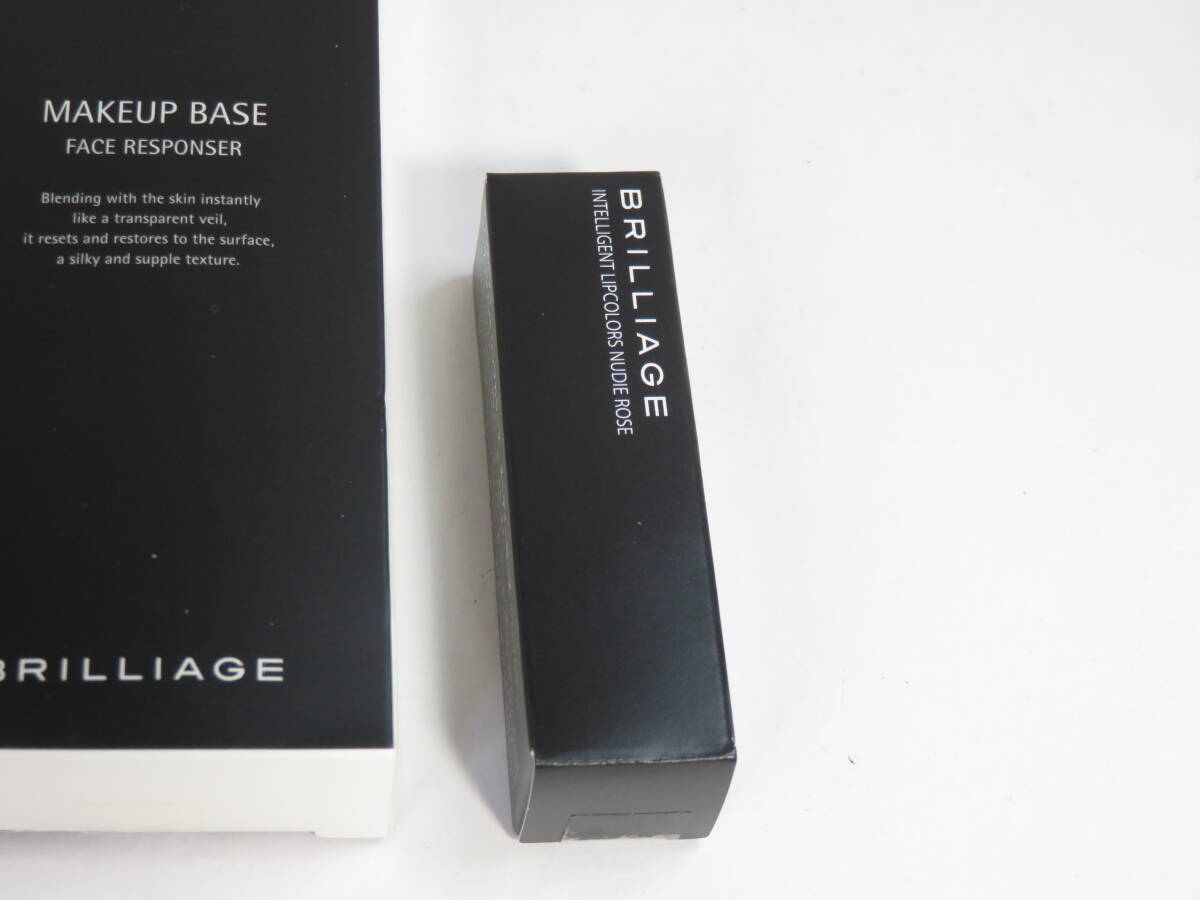 MAKEUP BASE
FACE RESPONSER
Blending with the skin instantly
like a transparent veil,
it resets and restores to the surface,
a silky and supple texture.
BRILLIAGE
BRILLIAGE
INTELLIGENT LIPCOLORS NUDIE ROSE